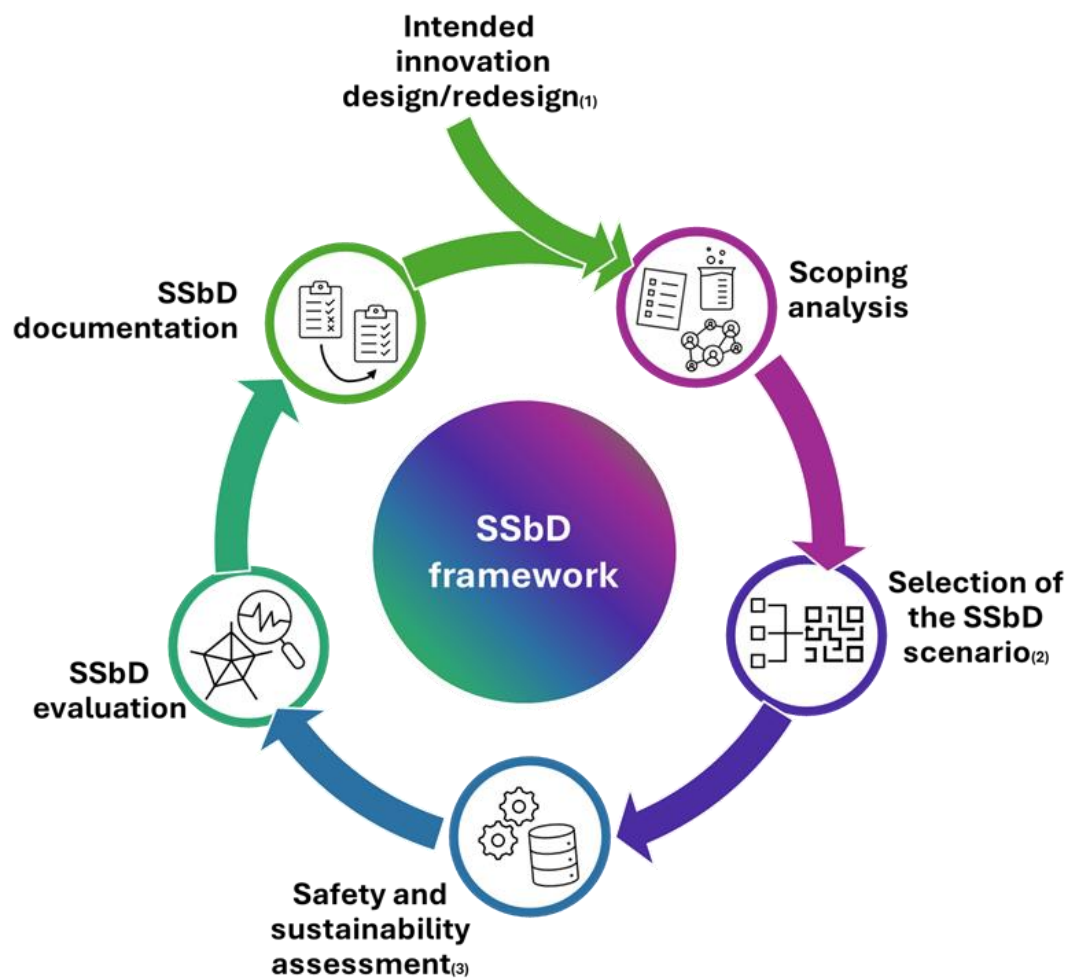 Intended
innovation
design/redesign(1)
Scoping
analysis
Selection of
the SSbD
scenario(2)
Safety and
sustainability
assessment(3)
SSbD
evaluation
SSbD
documentation
SSbD
framework